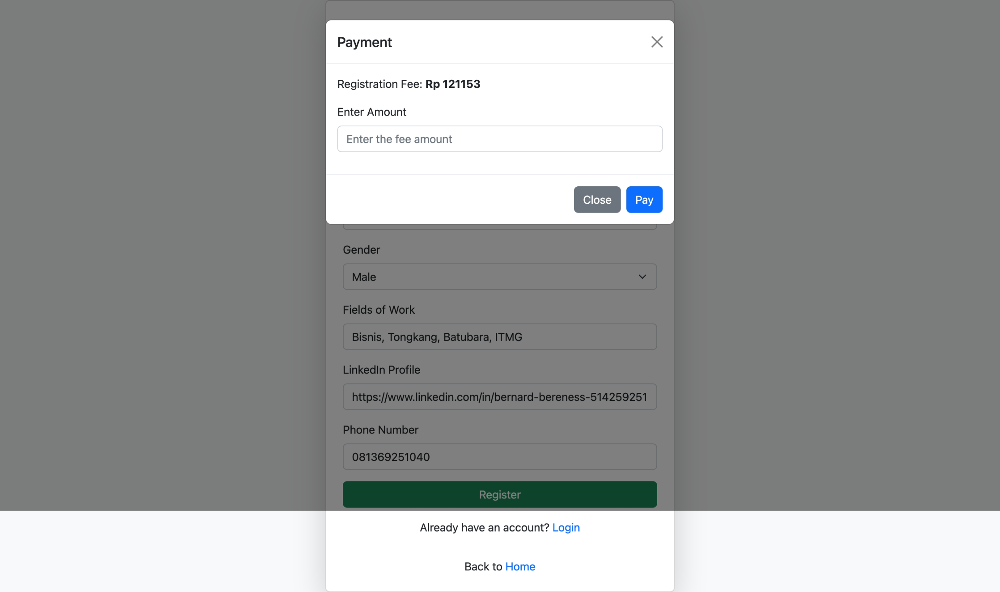 Payment
Registration Fee: Rp 121153
Enter Amount
Enter the fee amount
Close Pay
Gender
Male
Fields of Work
Bisnis, Tongkang, Batubara, ITMG
LinkedIn Profile
https://www.linkedin.com/in/bernard-bereness-514259251
Phone Number
081369251040
Register
Already have an account? Login
Back to Home